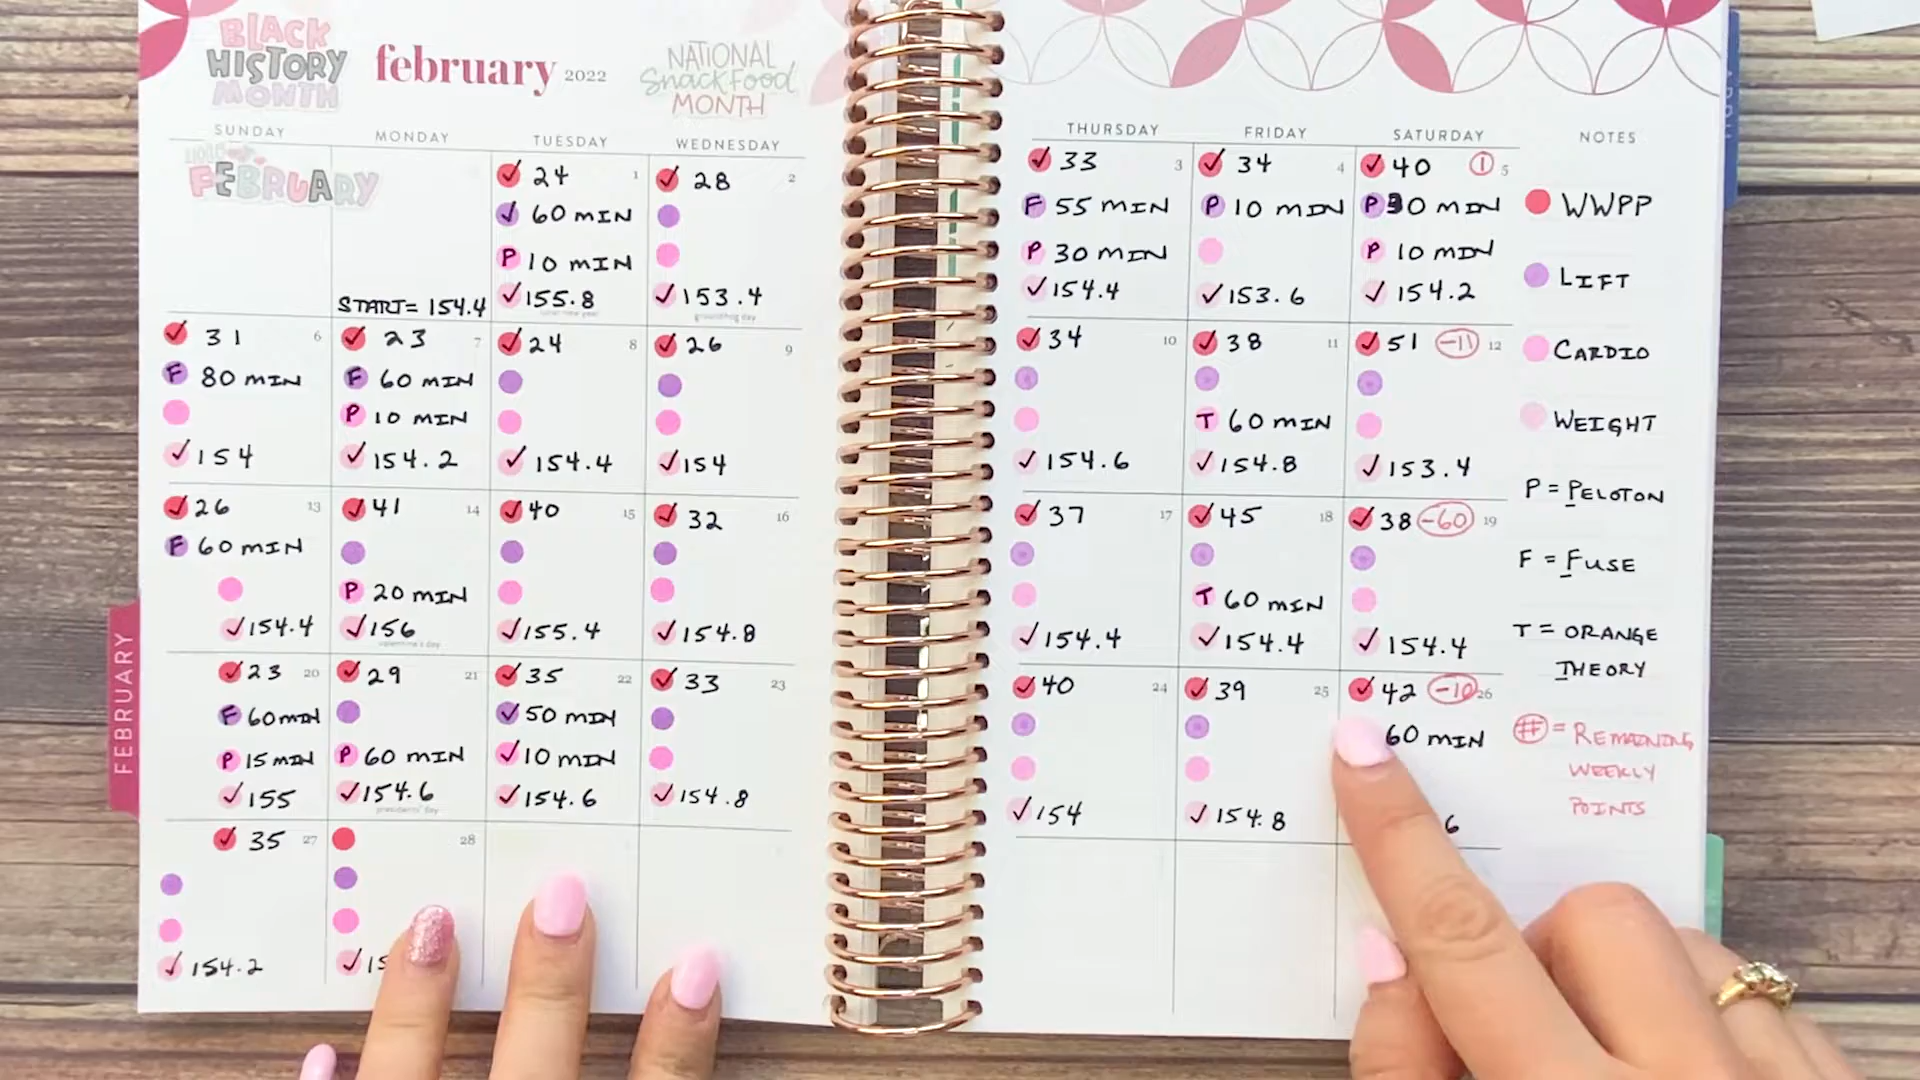 BLACK
HISTORY
MONTH
february 2022
NATIONAL
Snack Food
MONTH
SUNDAY MONDAY TUESDAY WEDNESDAY THURSDAY FRIDAY SATURDAY NOTES
FEBRUARY
START= 154.4
✓ 24 1
✓ 60 MIN
P 10 MIN
✓ 155.8
✓ 28 2
✓ 153.4
groundhog day
✓ 33 3
F 55 MIN
P 30 MIN
✓ 154.4
✓ 34 4
P 10 MIN
✓ 153.6
✓ 40 1 5
P 30 MIN
P 10 MIN
✓ 154.2
✓ 31 6
F 80 MIN
✓ 154
✓ 23 7
F 60 MIN
P 10 MIN
✓ 154.2
✓ 24 8
✓ 154.4
✓ 26 9
✓ 154
✓ 34 10
✓ 154.6
✓ 38 11
T 60 MIN
✓ 154.8
✓ 51 -11 12
✓ 153.4
✓ 26 13
F 60 MIN
✓ 154.4
✓ 41 14
P 20 MIN
✓ 156
valentine's day
✓ 40 15
✓ 155.4
✓ 32 16
✓ 154.8
✓ 37 17
✓ 154.4
✓ 45 18
T 60 MIN
✓ 154.4
✓ 38 -60 19
✓ 154.4
✓ 23 20
F 60 MIN
P 15 MIN
✓ 155
✓ 29 21
P 60 MIN
✓ 154.6
presidents' day
✓ 35 22
✓ 50 MIN
✓ 10 MIN
✓ 154.6
✓ 33 23
✓ 154.8
✓ 40 24
✓ 154
✓ 39 25
✓ 154.8
✓ 42 -10 26
60 MIN
6
✓ 35 27
✓ 154.2
28
✓ 15
WWPP
LIFT
CARDIO
WEIGHT
P = PELOTON
F = FUSE
T = ORANGE
THEORY
# = REMAINING
WEEKLY
POINTS
FEBRUARY